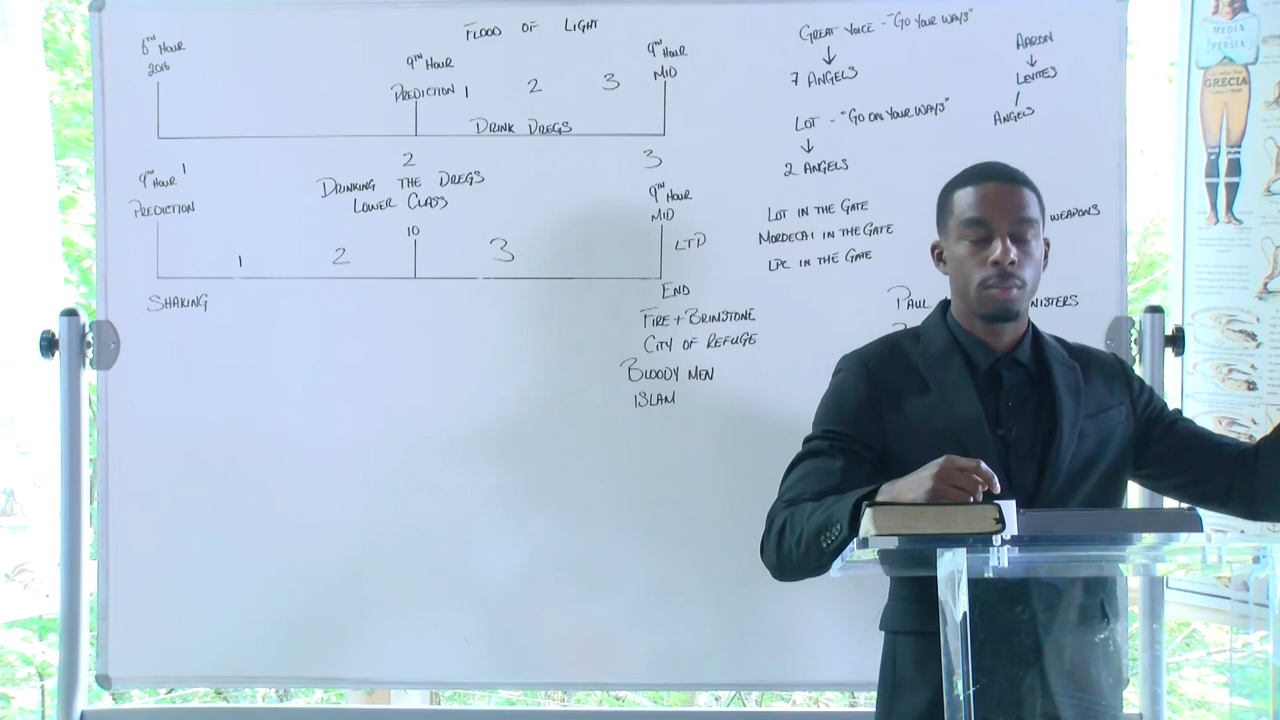 FLOOD OF LIGHT
6TH HOUR
2016
9TH HOUR
PREDICTION 1 2 3
9TH HOUR
MID
DRINK DREGS
2 3
9TH HOUR 1
PREDICTION
DRINKING THE DREGS
LOWER CLASS
10
9TH HOUR
MID
LTD
1 2 3
SHAKING
END
FIRE + BRIMSTONE
CITY OF REFUGE
BLOODY MEN
ISLAM
GREAT VOICE - "GO YOUR WAYS"
7 ANGELS
LOT - "GO ON YOUR WAYS"
2 ANGELS
LOT IN THE GATE
MORDECAI IN THE GATE
LPC IN THE GATE
AARON
LEVITES
ANGELS
WEAPONS
PAUL NISTERS
MEDIA
PERSIA
GRECIA